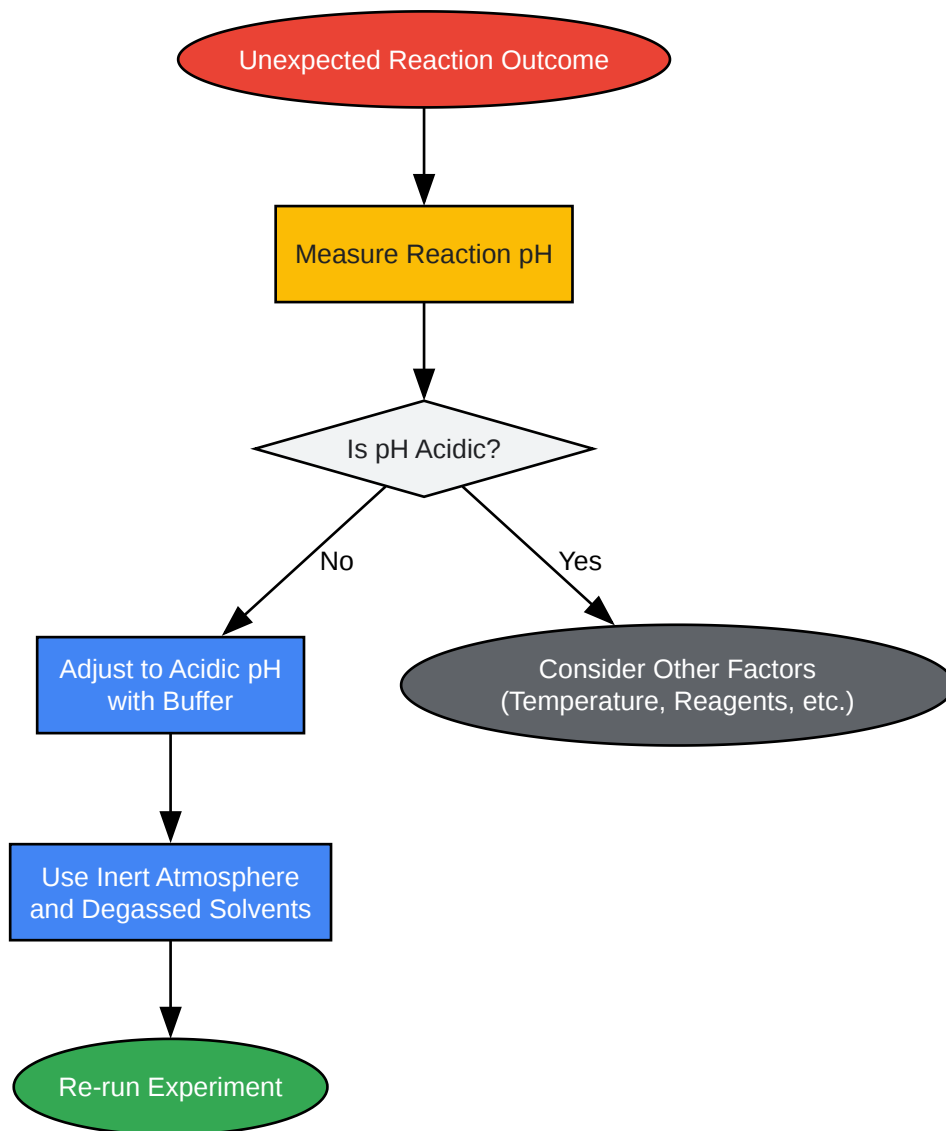 Unexpected Reaction Outcome
Measure Reaction pH
Is pH Acidic?
No
Yes
Adjust to Acidic pH
with Buffer
Consider Other Factors
(Temperature, Reagents, etc.)
Use Inert Atmosphere
and Degassed Solvents
Re-run Experiment